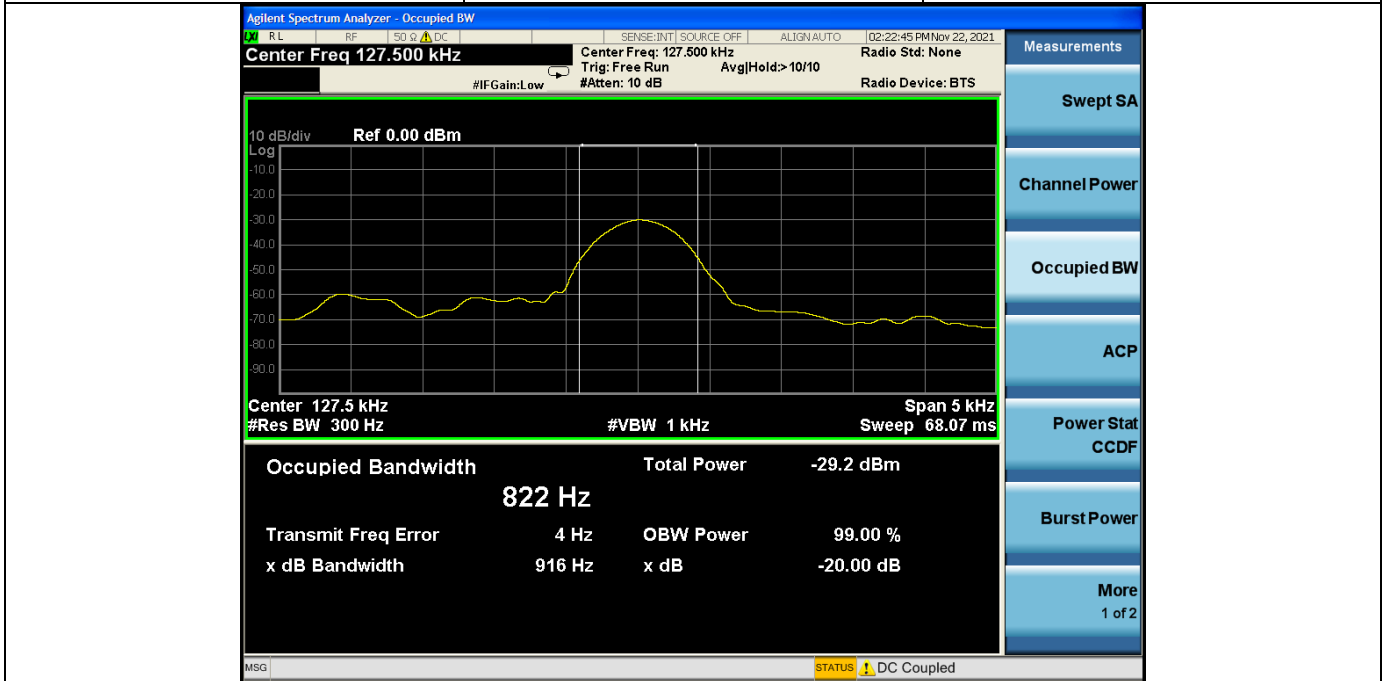 Agilent Spectrum Analyzer - Occupied BW
LXI RL RF 50 Ω ⚠ DC SENSE:INT SOURCE OFF ALIGN AUTO 02:22:45 PM Nov 22, 2021
Center Freq 127.500 kHz
Center Freq: 127.500 kHz Radio Std: None
Trig: Free Run Avg|Hold:> 10/10
#IFGain:Low #Atten: 10 dB Radio Device: BTS
10 dB/div Ref 0.00 dBm
Log
-10.0
-20.0
-30.0
-40.0
-50.0
-60.0
-70.0
-80.0
-90.0
Center 127.5 kHz Span 5 kHz
#Res BW 300 Hz #VBW 1 kHz Sweep 68.07 ms
Occupied Bandwidth Total Power -29.2 dBm
822 Hz
Transmit Freq Error 4 Hz OBW Power 99.00 %
x dB Bandwidth 916 Hz x dB -20.00 dB
MSG STATUS ⚠ DC Coupled
Measurements
Swept SA
Channel Power
Occupied BW
ACP
Power Stat
CCDF
Burst Power
More
1 of 2